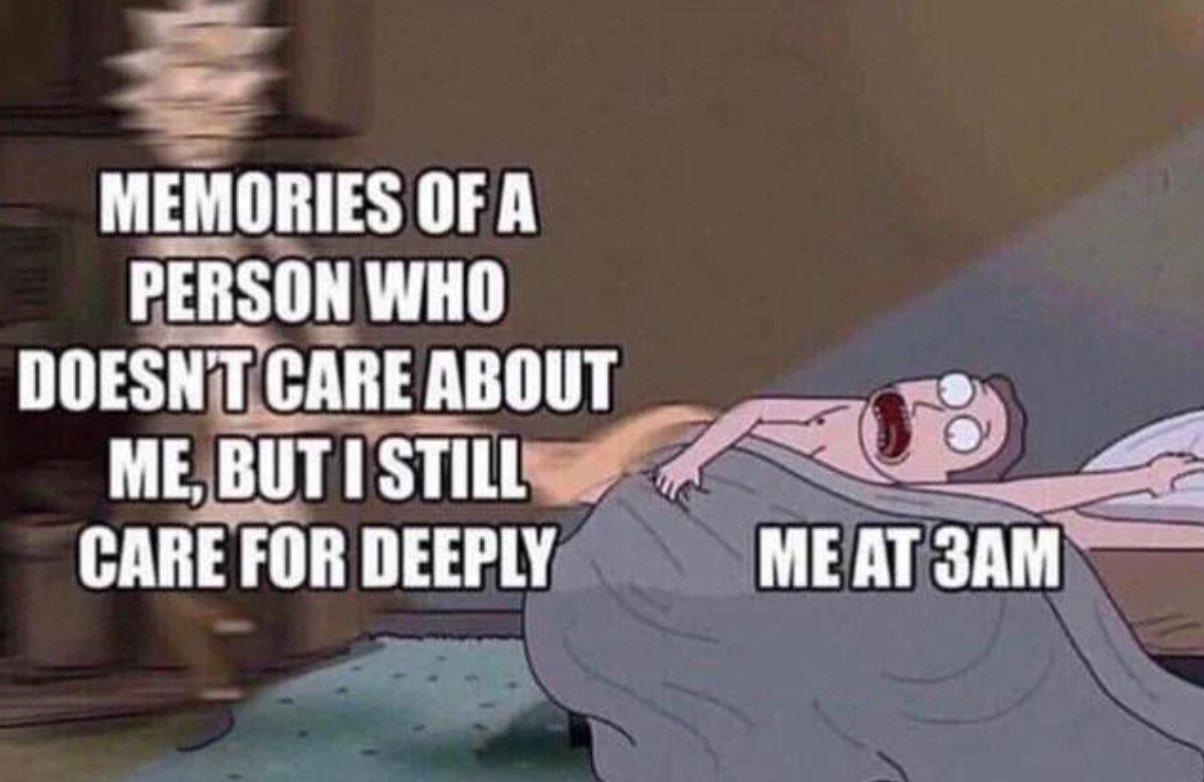 MEMORIES OF A
PERSON WHO
DOESN'T CARE ABOUT
ME, BUT I STILL
CARE FOR DEEPLY
ME AT 3AM